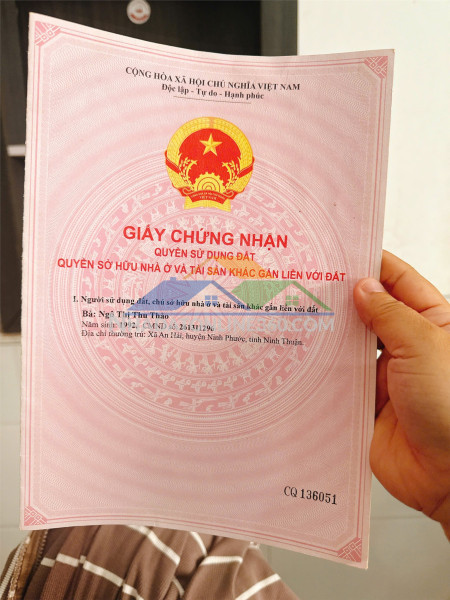 CỘNG HÒA XÃ HỘI CHỦ NGHĨA VIỆT NAM
Độc lập - Tự do - Hạnh phúc
GIẤY CHỨNG NHẬN
QUYỀN SỬ DỤNG ĐẤT
QUYỀN SỞ HỮU NHÀ Ở VÀ TÀI SẢN KHÁC GẮN LIỀN VỚI ĐẤT
I. Người sử dụng đất, chủ sở hữu nhà ở và tài sản khác gắn liền với đất
Bà: Ngô Thị Thu Thảo
Năm sinh: 1992, CMND số:
Địa chỉ thường trú: Xã An Hải, huyện Ninh Phước, tỉnh Ninh Thuận.
CQ 136051